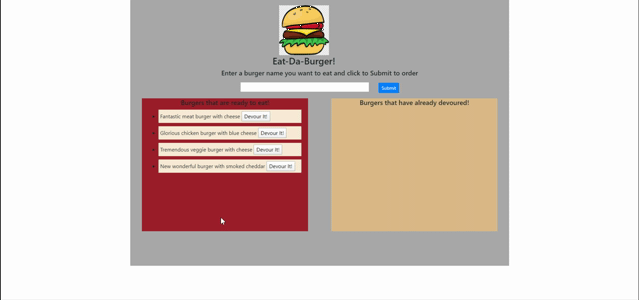 Eat-Da-Burger!
Enter a burger name you want to eat and click to Submit to order
Submit
Burgers that are ready to eat!
Fantastic meat burger with cheese Devour It!
Glorious chicken burger with blue cheese Devour It!
Tremendous veggie burger with cheese Devour It!
New wonderful burger with smoked cheddar Devour It!
Burgers that have already devoured!